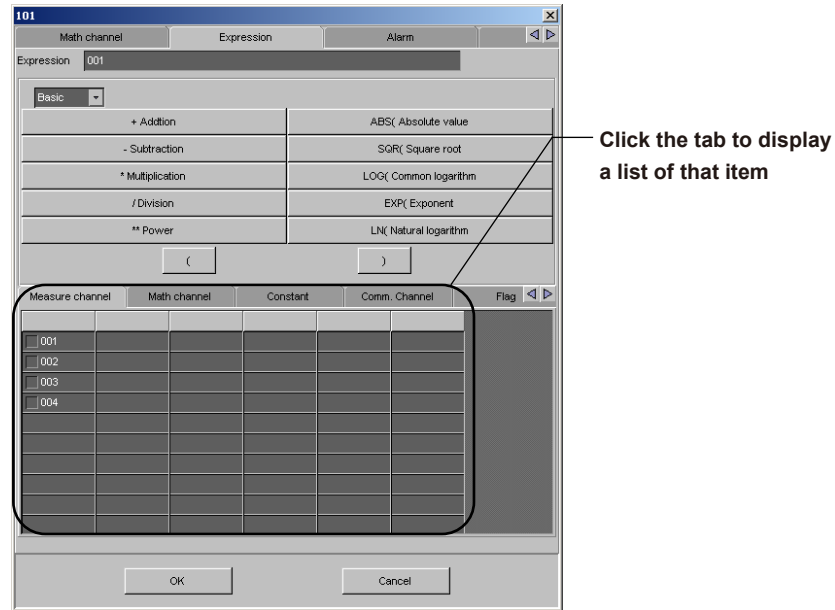 101
Math channel Expression Alarm
Expression 001
Basic
+ Addtion ABS( Absolute value
- Subtraction SQR( Square root
* Multiplication LOG( Common logarithm
/ Division EXP( Exponent
** Power LN( Natural logarithm
( )
Measure channel Math channel Constant Comm. Channel Flag
001
002
003
004
OK Cancel
Click the tab to display
a list of that item